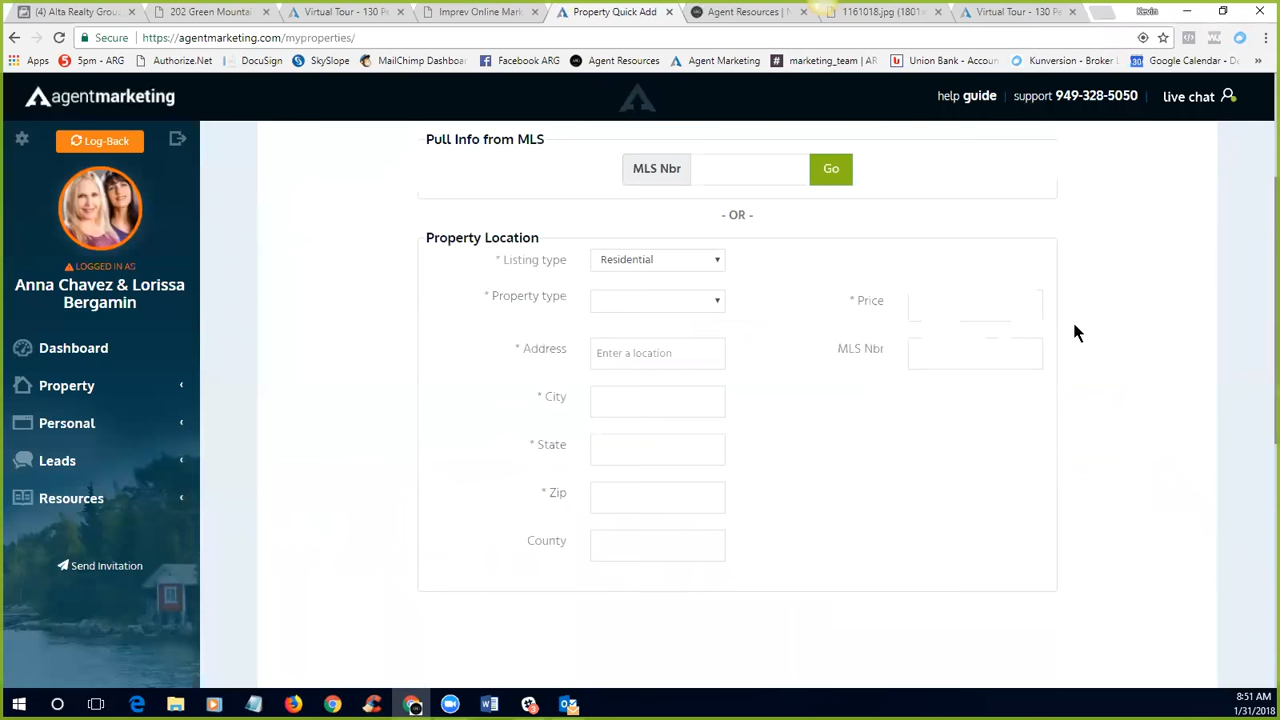 (4) Alta Realty Grou
202 Green Mountai
Virtual Tour - 130 Pe
Imprev Online Mark
Property Quick Add
Agent Resources | N
1161018.jpg (1801×
Virtual Tour - 130 Pe
Kevin
Secure
https://agentmarketing.com/myproperties/
Apps
5pm - ARG
Authorize.Net
DocuSign
SkySlope
MailChimp Dashboa
Facebook ARG
Agent Resources
Agent Marketing
marketing_team | AR
Union Bank - Accoun
Kunversion - Broker
Google Calendar - De
»
agentmarketing
help guide
support 949-328-5050
live chat
Log-Back
LOGGED IN AS
Anna Chavez & Lorissa
Bergamin
Dashboard
Property
Personal
Leads
Resources
Send Invitation
Pull Info from MLS
MLS Nbr
Go
- OR -
Property Location
* Listing type
Residential
* Property type
* Price
* Address
Enter a location
MLS Nbr
* City
* State
* Zip
County
8:51 AM
1/31/2018